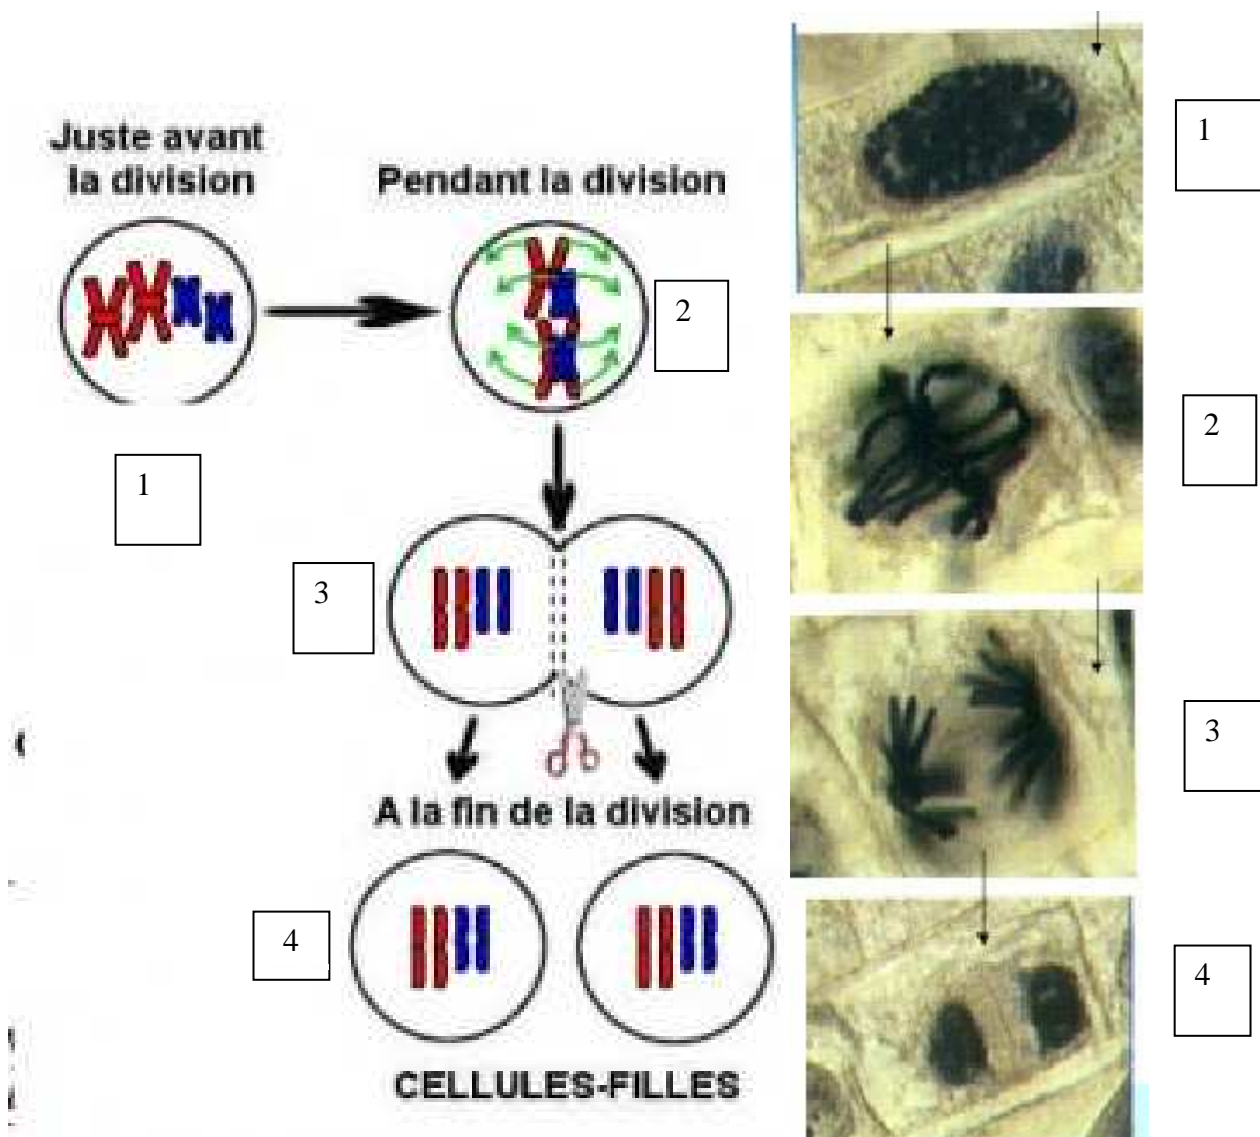 Juste avant
la division
Pendant la division
1
2
3
A la fin de la division
4
CELLULES-FILLES
1
2
3
4